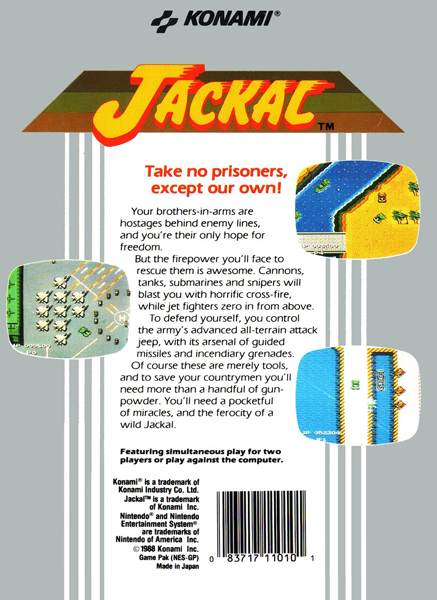 KONAMI®
JACKAL™
Take no prisoners,
except our own!
Your brothers-in-arms are
hostages behind enemy lines,
and you're their only hope for
freedom.
But the firepower you'll face to
rescue them is awesome. Cannons,
tanks, submarines and snipers will
blast you with horrific cross-fire,
while jet fighters zero in from above.
To defend yourself, you control
the army's advanced all-terrain attack
jeep, with its arsenal of guided
missiles and incendiary grenades.
Of course these are merely tools,
and to save your countrymen you'll
need more than a handful of gun-
powder. You'll need a pocketful
of miracles, and the ferocity of a
wild Jackal.
Featuring simultaneous play for two
players or play against the computer.
Konami® is a trademark of
Konami Industry Co. Ltd.
Jackal™ is a trademark
of Konami Inc.
Nintendo® and Nintendo
Entertainment System®
are trademarks of
Nintendo of America Inc.
©1988 Konami Inc.
Game Pak (NES-GP)
Made in Japan
0 83717 11010 1